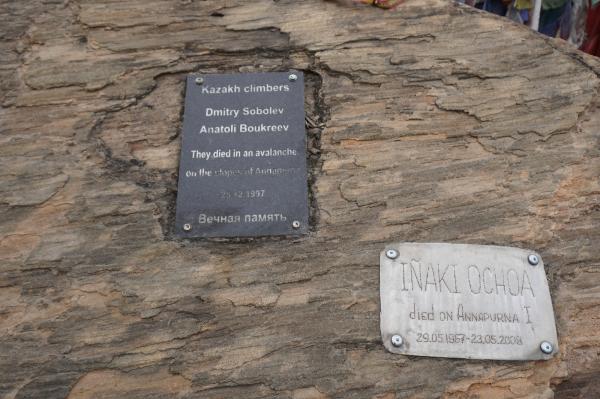 Kazakh climbers
Dmitry Sobolev
Anatoli Boukreev
They died in an avalanche
on the slopes of Annapurna
25.12.1997
Вечная память
IÑAKI OCHOA
died on Annapurna I
29.05.1967-23.05.2008